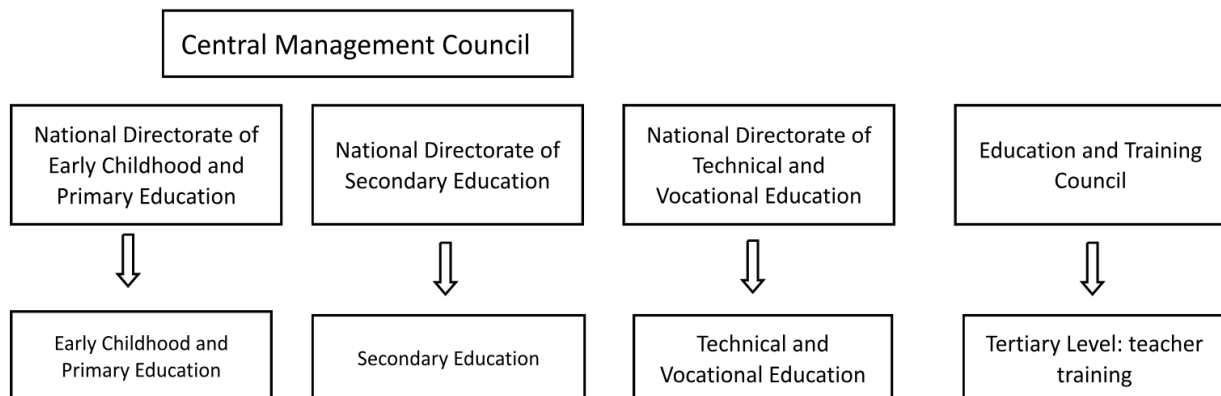 Central Management Council
National Directorate of
Early Childhood and
Primary Education
National Directorate of
Secondary Education
National Directorate of
Technical and
Vocational Education
Education and Training
Council
Early Childhood and
Primary Education
Secondary Education
Technical and
Vocational Education
Tertiary Level: teacher
training